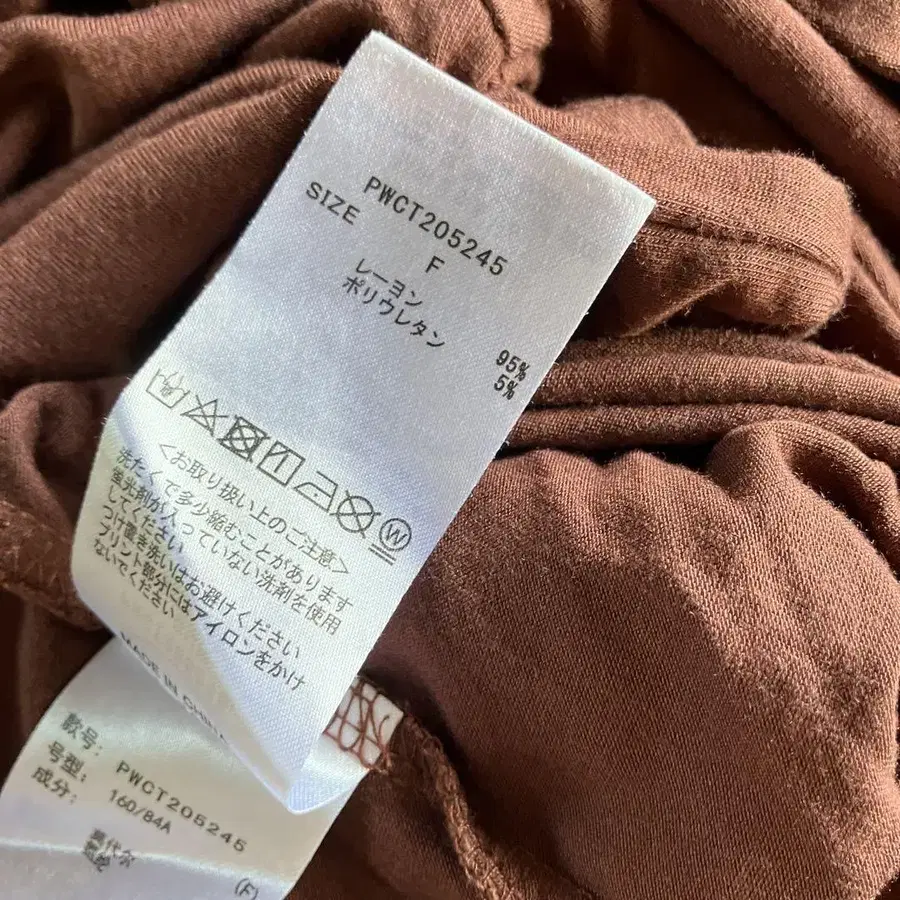 PWCT205245
SIZE F
レーヨン 95%
ポリウレタン 5%
W
<お取り扱い上のご注意>
洗たくで多少縮むことがあります
蛍光剤が入っていない洗剤を使用
してください
つけ置き洗いはお避けください
プリント部分にはアイロンをかけ
ないでください
MADE IN CHINA
款号: PWCT205245
号型: 160/84A (F)
成分: 莫代尔
氨纶